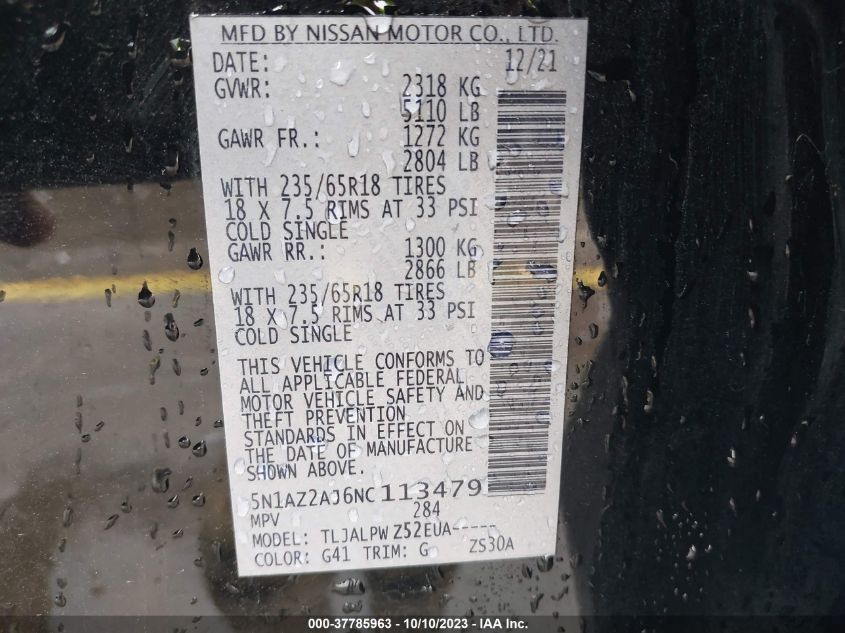 MFD BY NISSAN MOTOR CO., LTD.
DATE: 12/21
GVWR: 2318 KG
5110 LB
GAWR FR.: 1272 KG
2804 LB
WITH 235/65R18 TIRES
18 X 7.5 RIMS AT 33 PSI
COLD SINGLE
GAWR RR.: 1300 KG
2866 LB
WITH 235/65R18 TIRES
18 X 7.5 RIMS AT 33 PSI
COLD SINGLE
THIS VEHICLE CONFORMS TO
ALL APPLICABLE FEDERAL
MOTOR VEHICLE SAFETY AND
THEFT PREVENTION
STANDARDS IN EFFECT ON
THE DATE OF MANUFACTURE
SHOWN ABOVE.
5N1AZ2AJ6NC113479
MPV 284
MODEL: TLJALPW Z52EUA-----
COLOR: G41 TRIM: G ZS30A
000-37785963 - 10/10/2023 - IAA Inc.